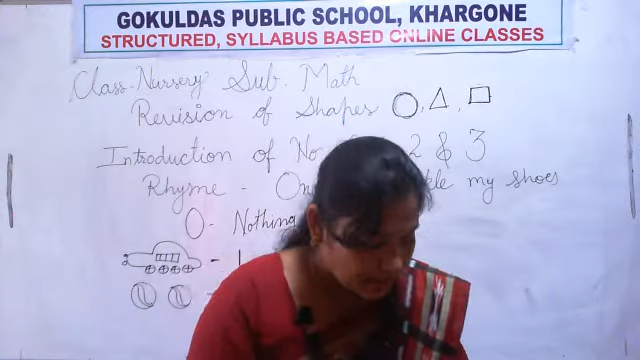 GOKULDAS PUBLIC SCHOOL, KHARGONE
STRUCTURED, SYLLABUS BASED ONLINE CLASSES
Class-Nursery Sub. Math
Revision of Shapes
Introduction of No. 2 & 3
Rhyme - my shoes
0 - Nothing
- 1